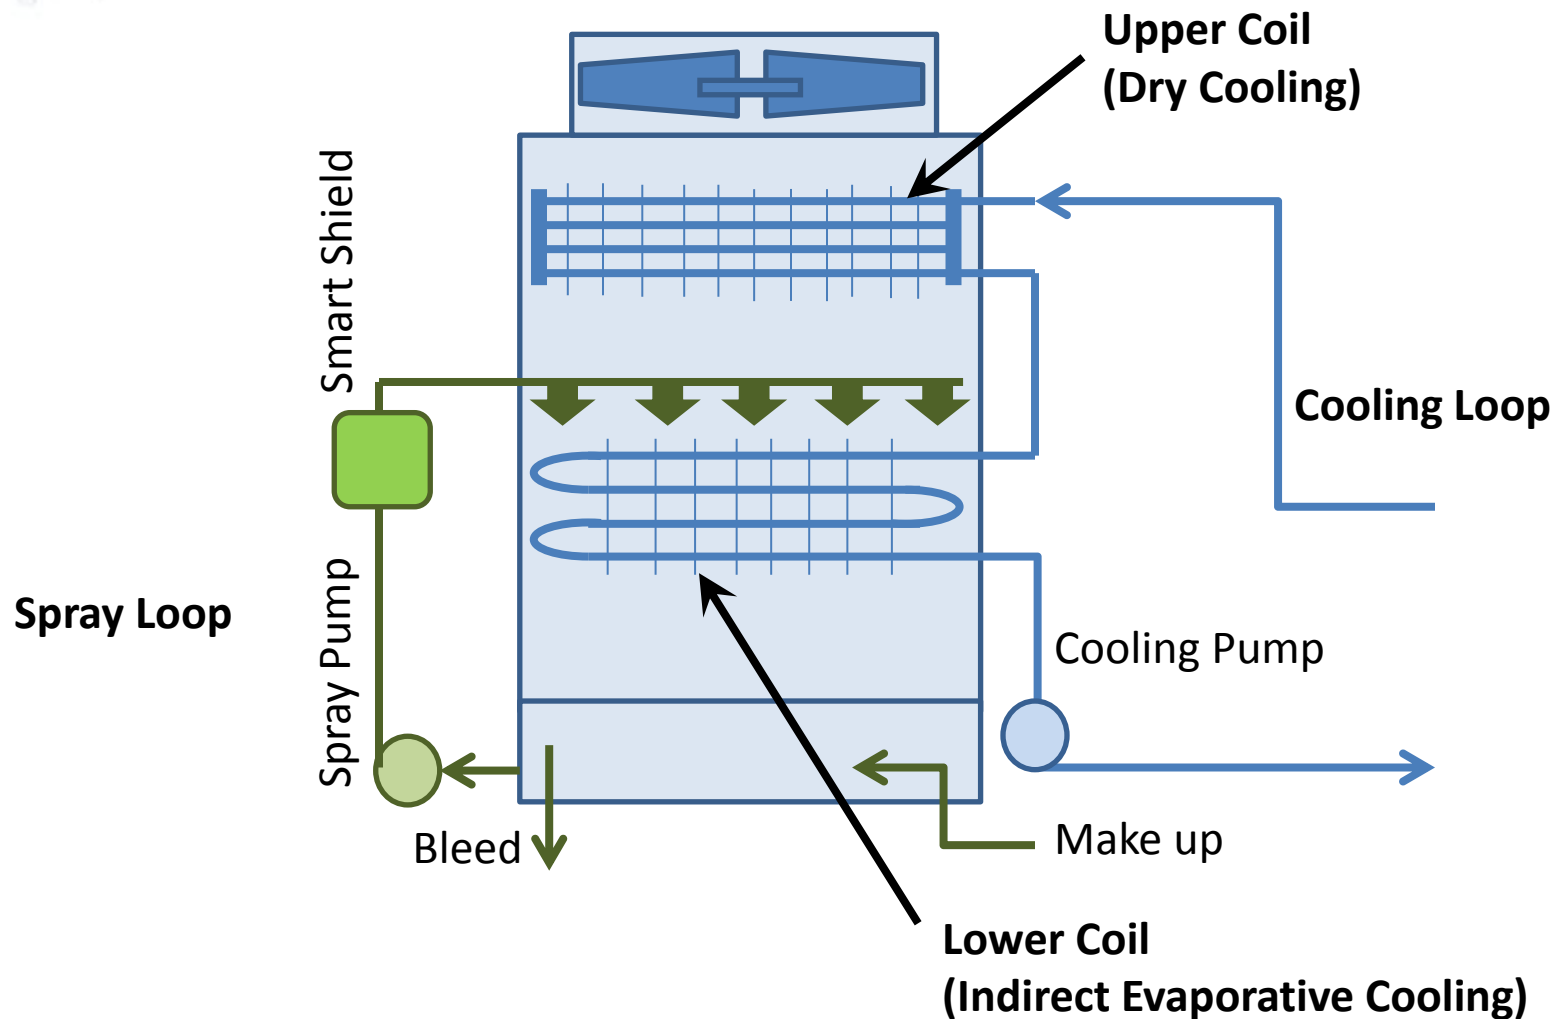 Upper Coil
(Dry Cooling)
Smart Shield
Cooling Loop
Spray Loop
Spray Pump
Cooling Pump
Bleed
Make up
Lower Coil
(Indirect Evaporative Cooling)